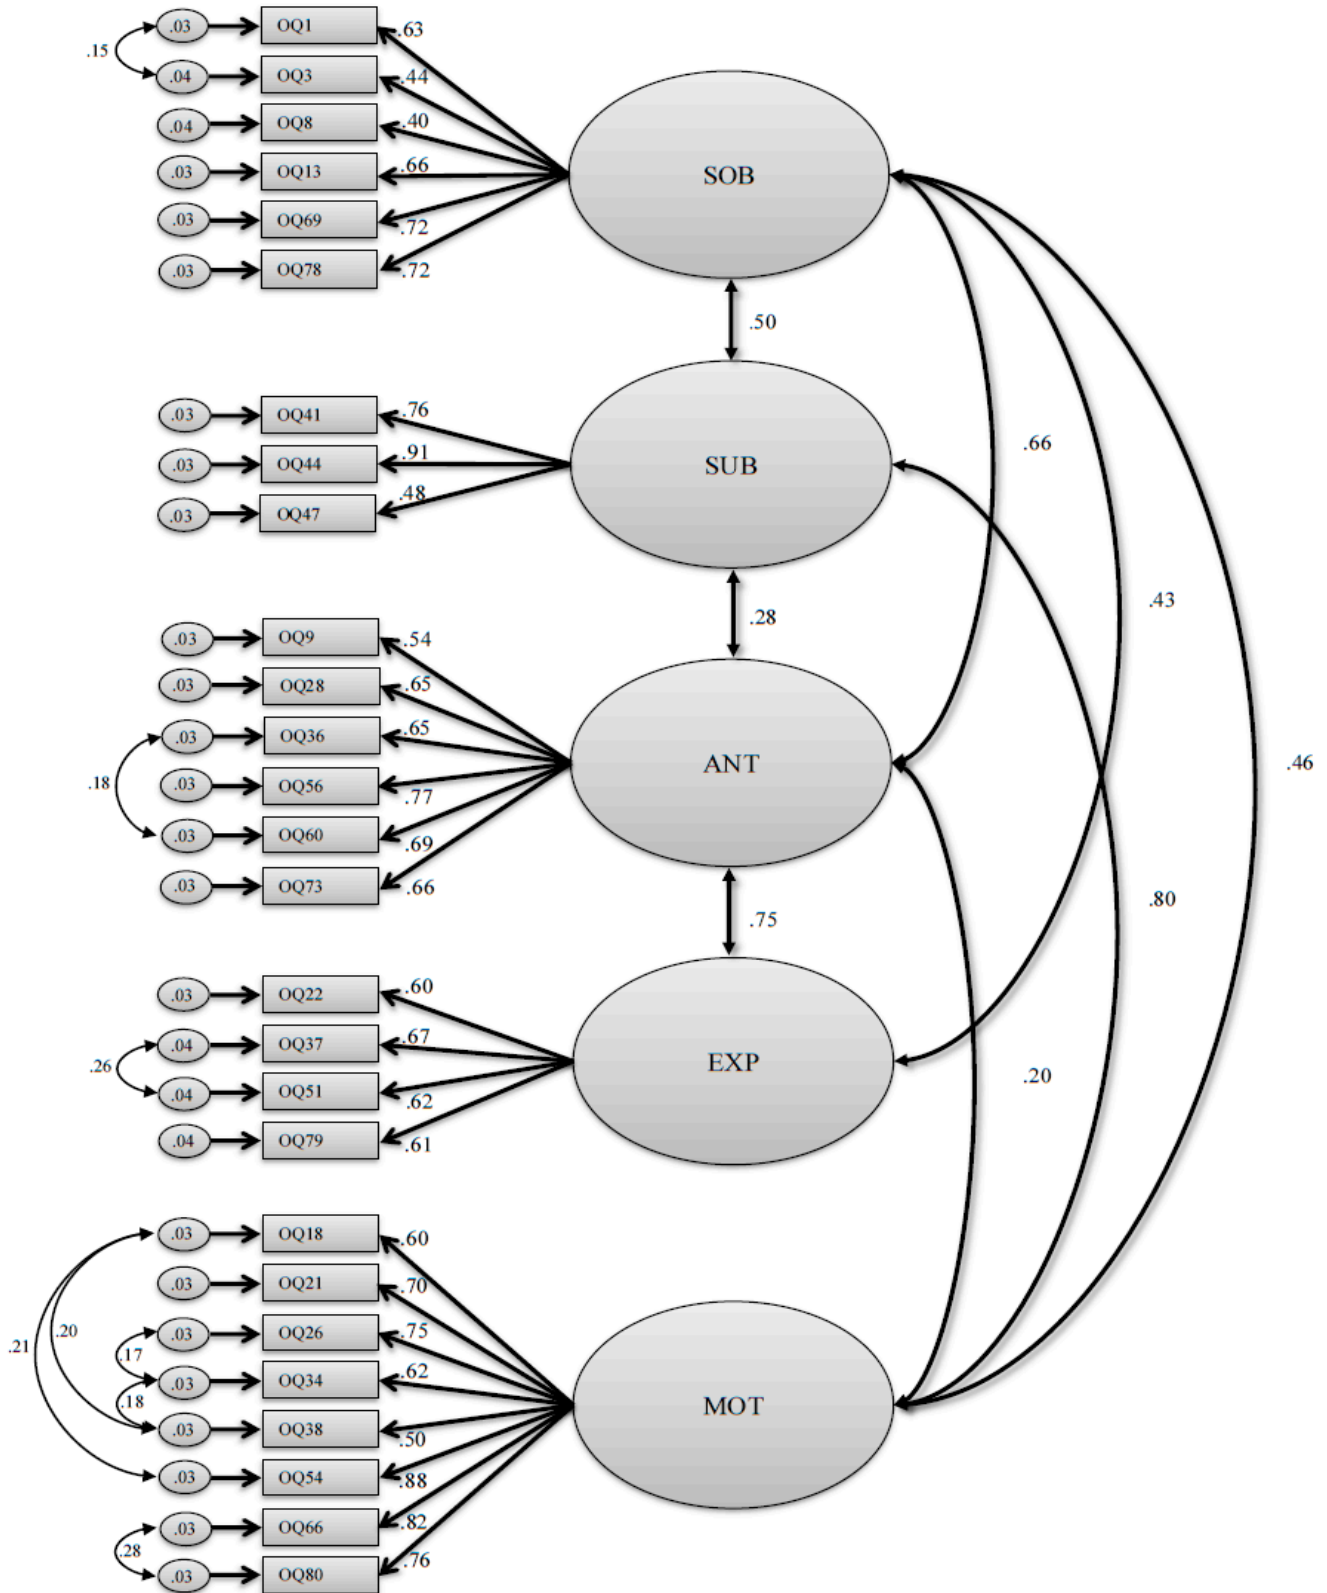 .03 OQ1 .63
.15
.04 OQ3 .44
.04 OQ8 .40
.03 OQ13 .66
SOB
.03 OQ69 .72
.03 OQ78 .72
.50
.03 OQ41 .76
.66
.03 OQ44 .91
SUB
.03 OQ47 .48
.43
.28
.03 OQ9 .54
.03 OQ28 .65
.03 OQ36 .65
ANT
.46
.18
.03 OQ56 .77
.03 OQ60 .69
.03 OQ73 .66
.80
.75
.03 OQ22 .60
.04 OQ37 .67
EXP
.26
.20
.04 OQ51 .62
.04 OQ79 .61
.03 OQ18 .60
.03 OQ21 .70
.21
.20
.03 OQ26 .75
.17
.03 OQ34 .62
.18
MOT
.03 OQ38 .50
.03 OQ54 .88
.03 OQ66 .82
.28
.03 OQ80 .76